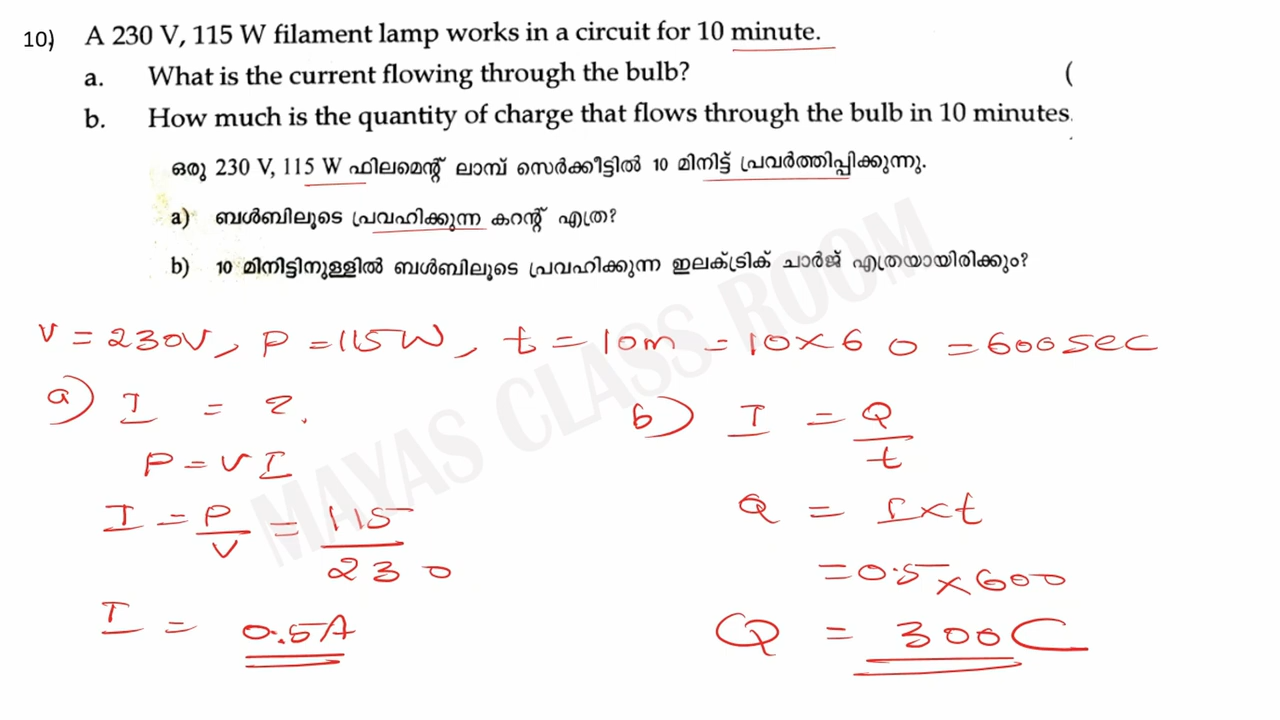 10) A 230 V, 115 W filament lamp works in a circuit for 10 minute.
a. What is the current flowing through the bulb? (
b. How much is the quantity of charge that flows through the bulb in 10 minutes.
ഒരു 230 V, 115 W ഫിലമെന്റ് ലാമ്പ് സെർക്കീട്ടിൽ 10 മിനിട്ട് പ്രവർത്തിപ്പിക്കുന്നു.
a) ബൾബിലൂടെ പ്രവഹിക്കുന്ന കറന്റ് എത്ര?
b) 10 മിനിട്ടിനുള്ളിൽ ബൾബിലൂടെ പ്രവഹിക്കുന്ന ഇലക്ട്രിക് ചാർജ് എത്രയായിരിക്കും?
MAYAS CLASS ROOM
V = 230V, P = 115W, t = 10m = 10×60 = 600sec
a) I = ?.
P = VI
I = P/V = 115/230
I = 0.5A
b) I = Q/t
Q = I×t
= 0.5×600
Q = 300C